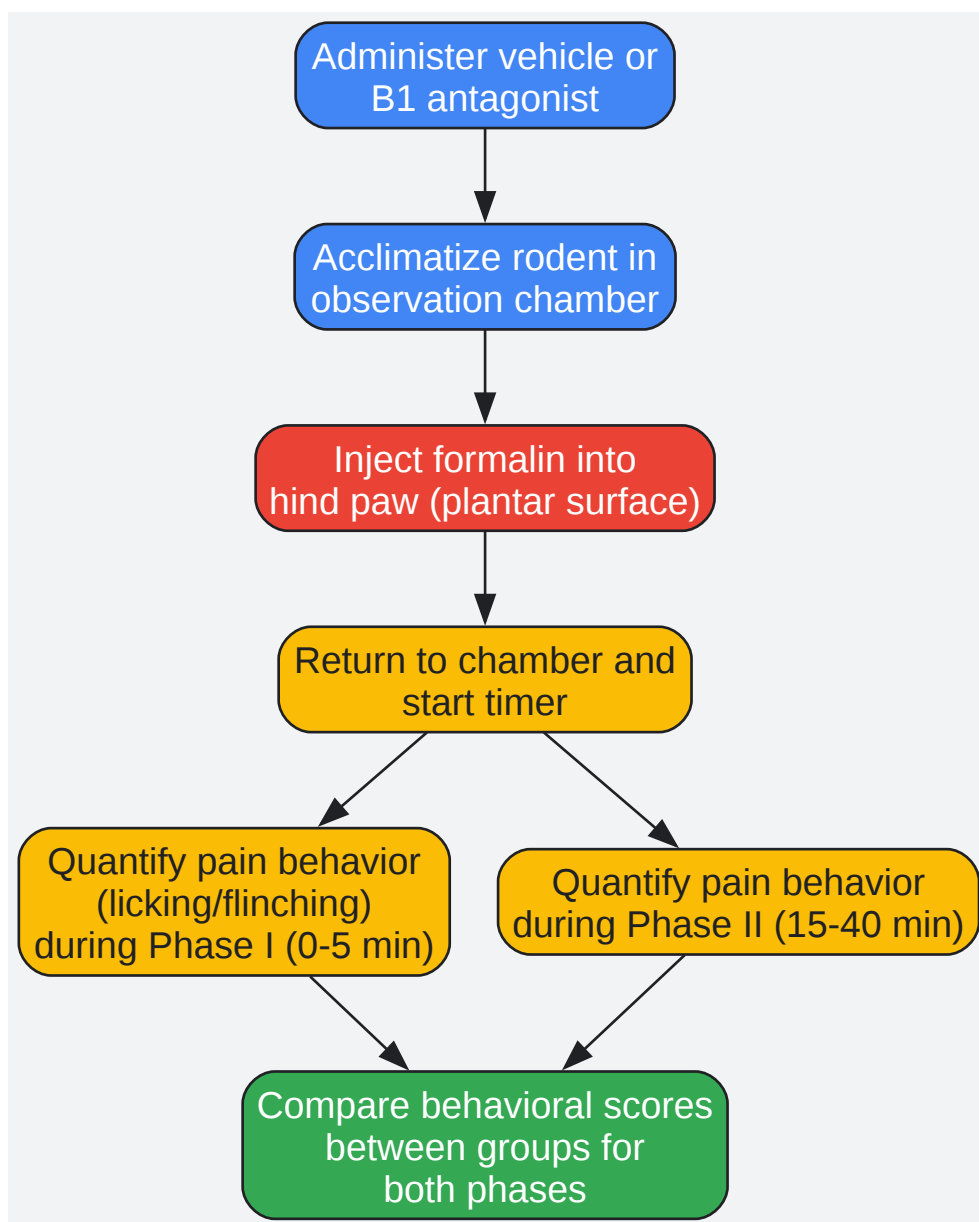 Administer vehicle or
B1 antagonist
Acclimatize rodent in
observation chamber
Inject formalin into
hind paw (plantar surface)
Return to chamber and
start timer
Quantify pain behavior
(licking/flinching)
during Phase I (0-5 min)
Quantify pain behavior
during Phase II (15-40 min)
Compare behavioral scores
between groups for
both phases